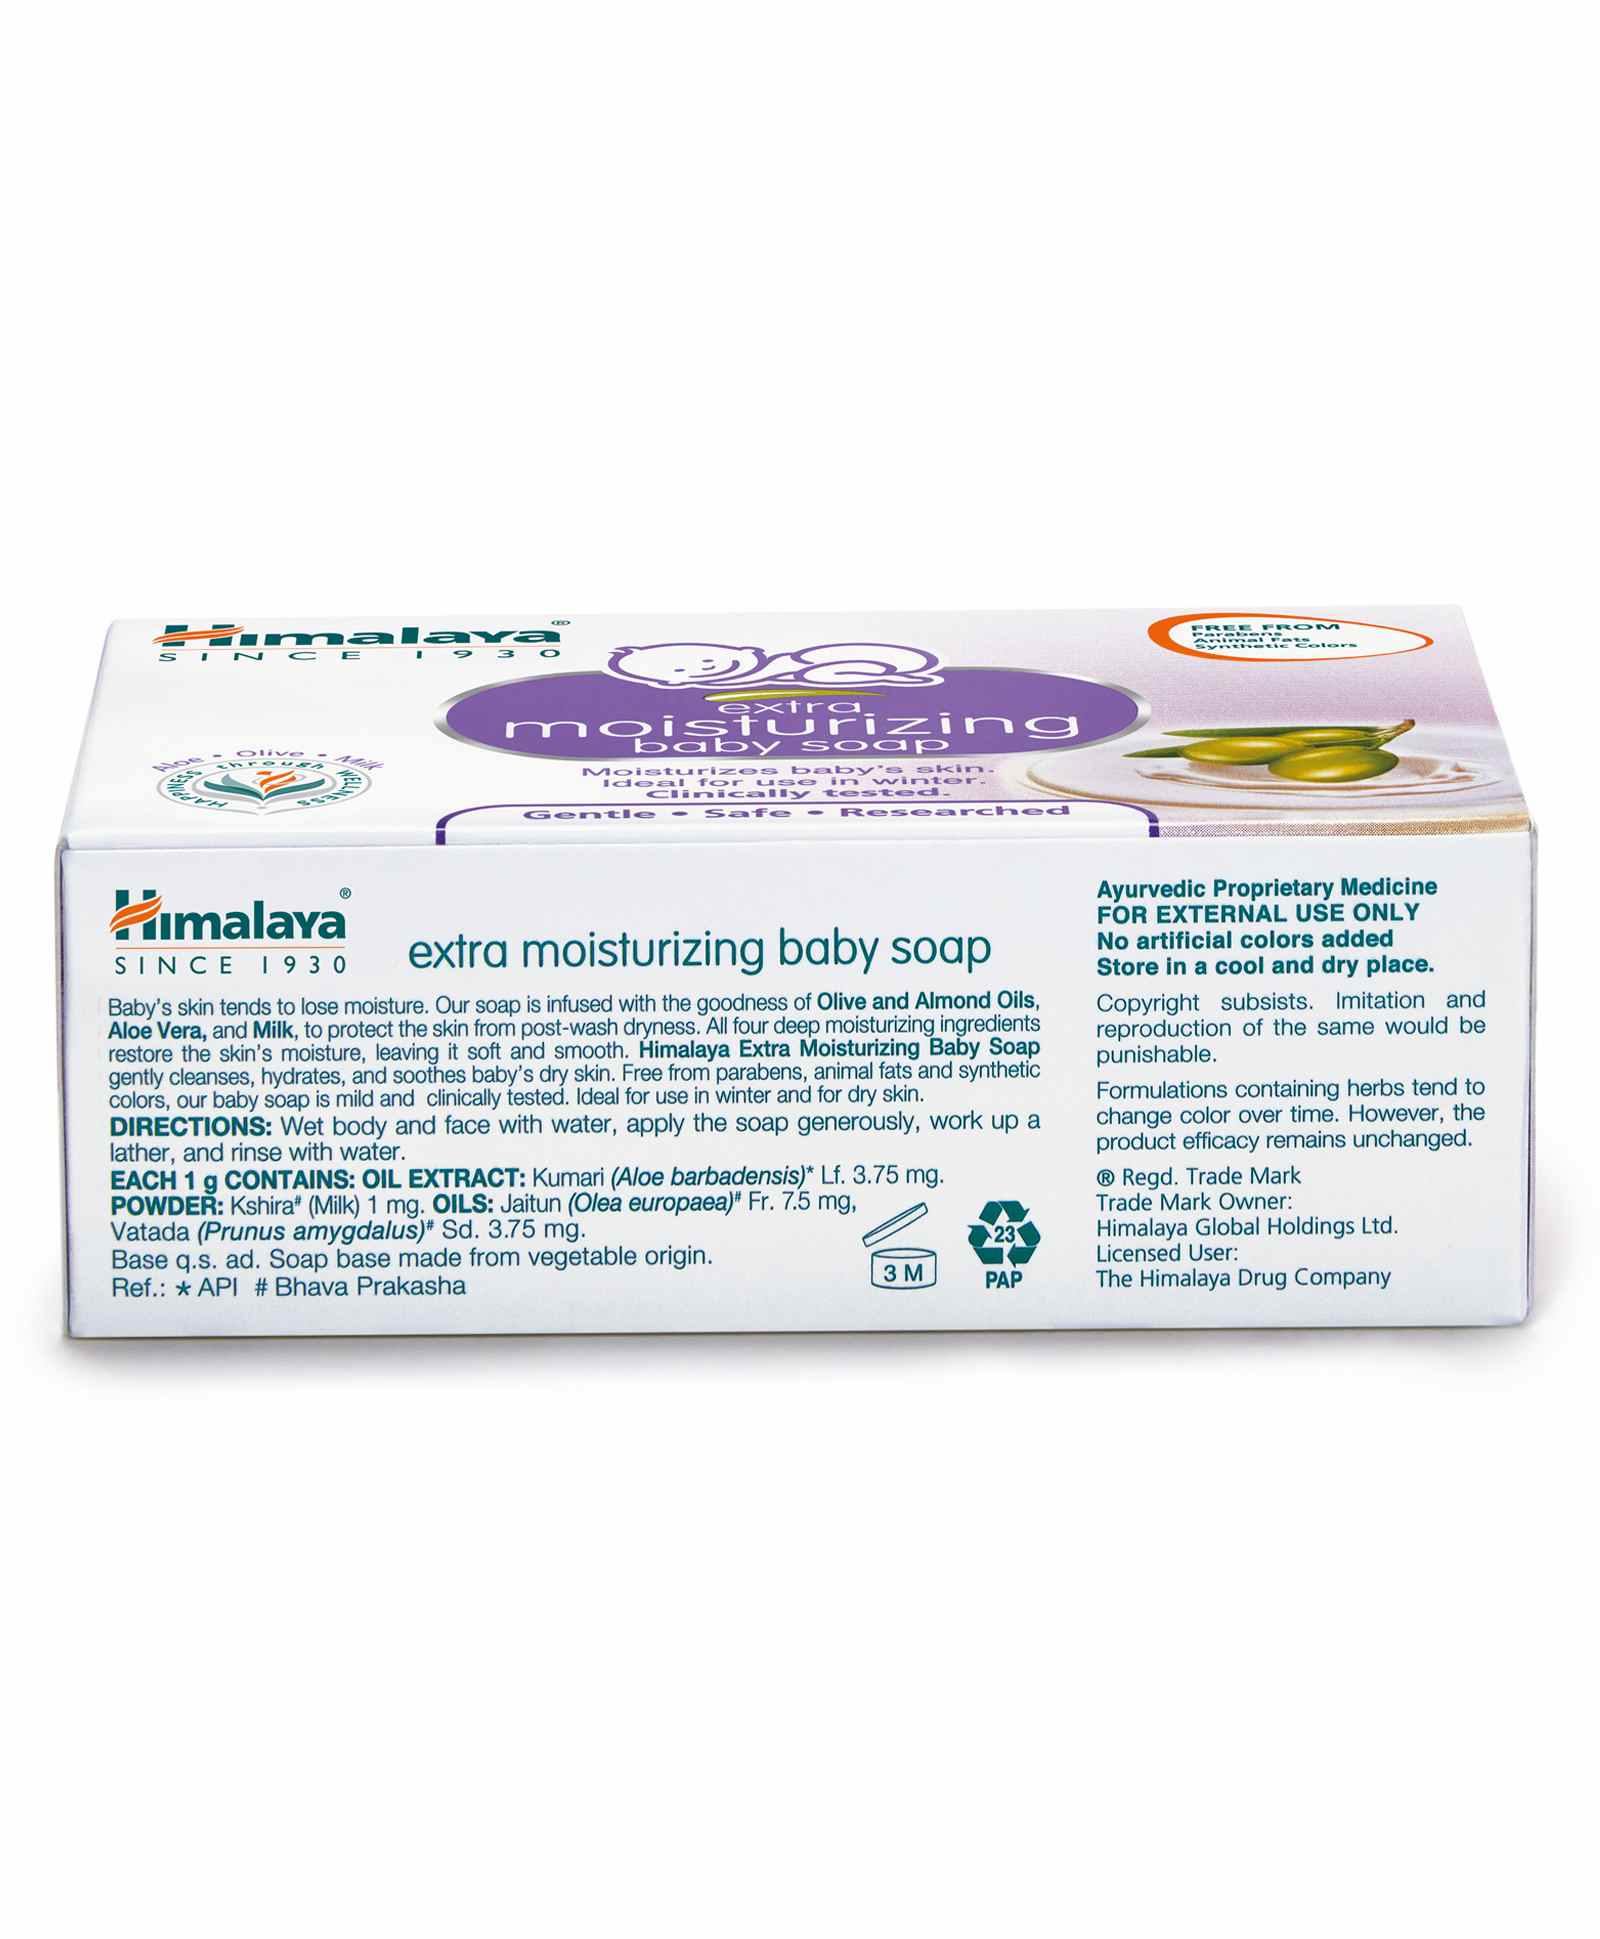 Himalaya®
SINCE 1930
FREE FROM
Parabens
Animal Fats
Synthetic Colors
extra
moisturizing
baby soap
Aloe • Olive • Milk
HAPPINESS through WELLNESS
Moisturizes baby's skin.
Ideal for use in winter.
Clinically tested.
Gentle • Safe • Researched
Himalaya®
SINCE 1930
extra moisturizing baby soap
Baby's skin tends to lose moisture. Our soap is infused with the goodness of Olive and Almond Oils,
Aloe Vera, and Milk, to protect the skin from post-wash dryness. All four deep moisturizing ingredients
restore the skin's moisture, leaving it soft and smooth. Himalaya Extra Moisturizing Baby Soap
gently cleanses, hydrates, and soothes baby's dry skin. Free from parabens, animal fats and synthetic
colors, our baby soap is mild and clinically tested. Ideal for use in winter and for dry skin.
DIRECTIONS: Wet body and face with water, apply the soap generously, work up a
lather, and rinse with water.
EACH 1 g CONTAINS: OIL EXTRACT: Kumari (Aloe barbadensis)* Lf. 3.75 mg.
POWDER: Kshira# (Milk) 1 mg. OILS: Jaitun (Olea europaea)# Fr. 7.5 mg,
Vatada (Prunus amygdalus)# Sd. 3.75 mg.
Base q.s. ad. Soap base made from vegetable origin.
Ref.: * API # Bhava Prakasha
3 M
23
PAP
Ayurvedic Proprietary Medicine
FOR EXTERNAL USE ONLY
No artificial colors added
Store in a cool and dry place.
Copyright subsists. Imitation and
reproduction of the same would be
punishable.
Formulations containing herbs tend to
change color over time. However, the
product efficacy remains unchanged.
® Regd. Trade Mark
Trade Mark Owner:
Himalaya Global Holdings Ltd.
Licensed User:
The Himalaya Drug Company